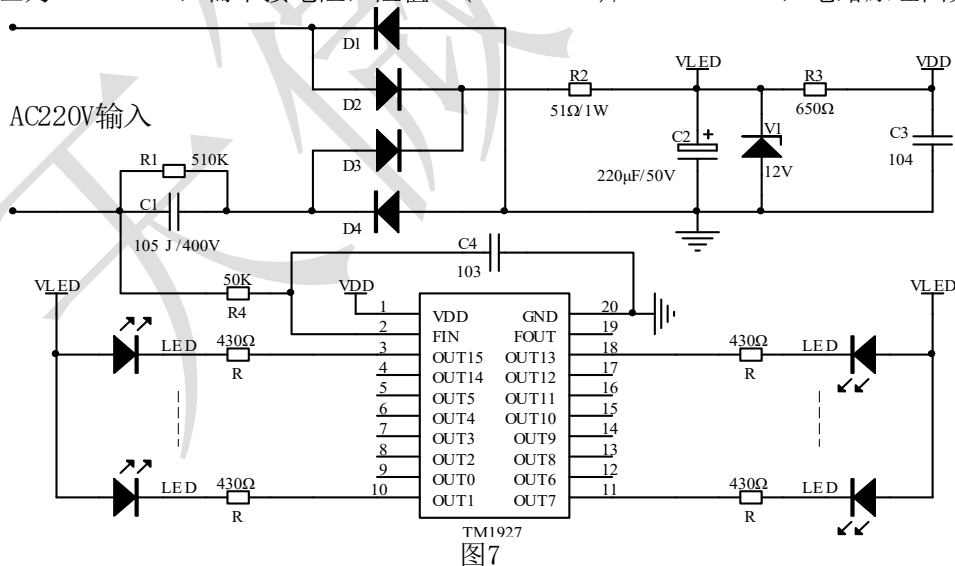 D1
VLED
VDD
R2
R3
D2
51Ω/1W
650Ω
AC220V输入
C2
+
V1
C3
R1
510K
D3
104
220μF/50V
12V
C1
D4
105 J/400V
C4
103
VLED
50K
VDD
VLED
R4
1
VDD
GND
20
2
FIN
FOUT
19
LED
430Ω
3
OUT15
OUT13
18
430Ω
LED
R
4
OUT14
OUT12
17
R
5
OUT5
OUT11
16
6
OUT4
OUT10
15
7
OUT3
OUT9
14
8
OUT2
OUT8
13
9
OUT0
OUT6
12
LED
430Ω
10
OUT1
OUT7
11
430Ω
LED
R
R
TM1927
图7